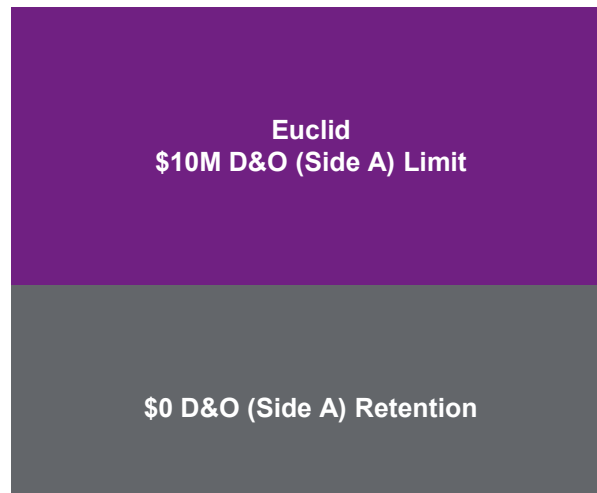 Euclid
$10M D&O (Side A) Limit
$0 D&O (Side A) Retention